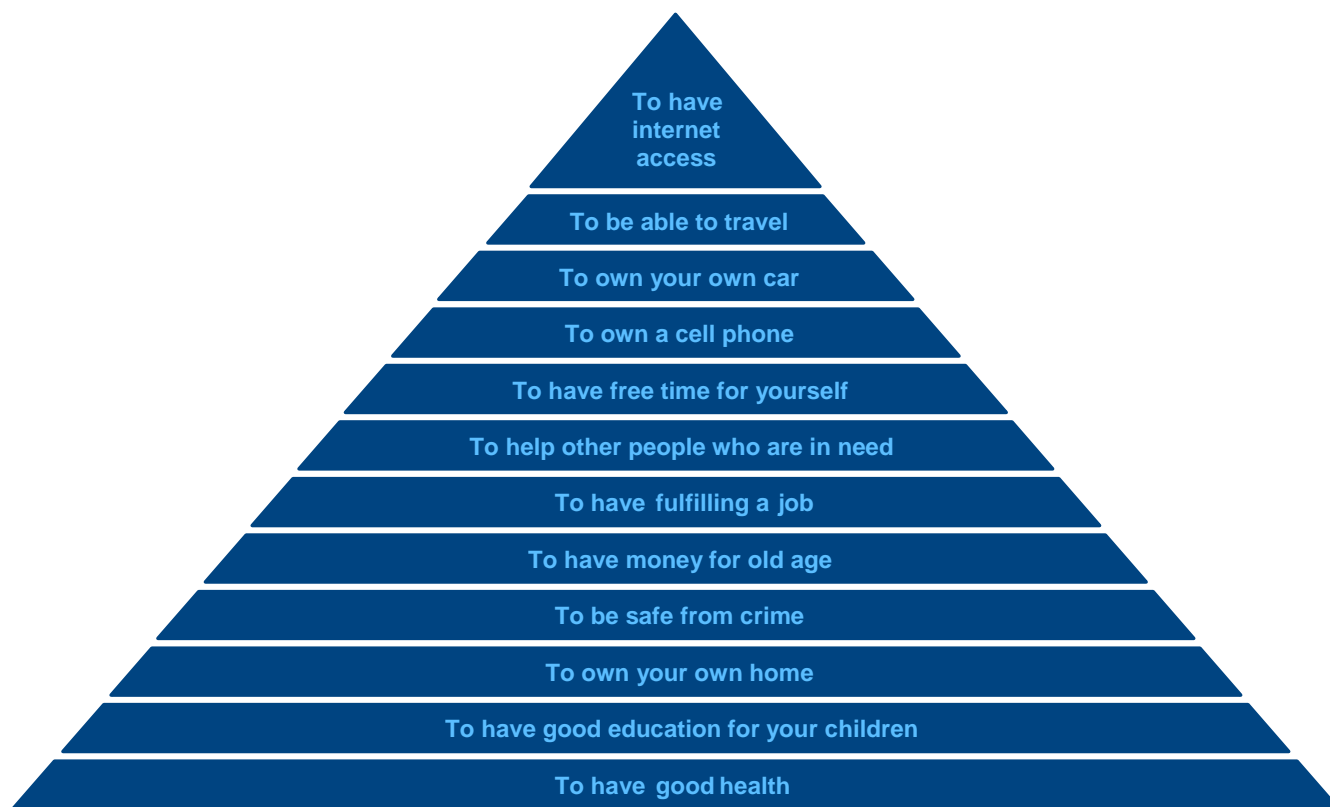 To have
internet
access
To be able to travel
To own your own car
To own a cell phone
To have free time for yourself
To help other people who are in need
To have fulfilling a job
To have money for old age
To be safe from crime
To own your own home
To have good education for your children
To have good health